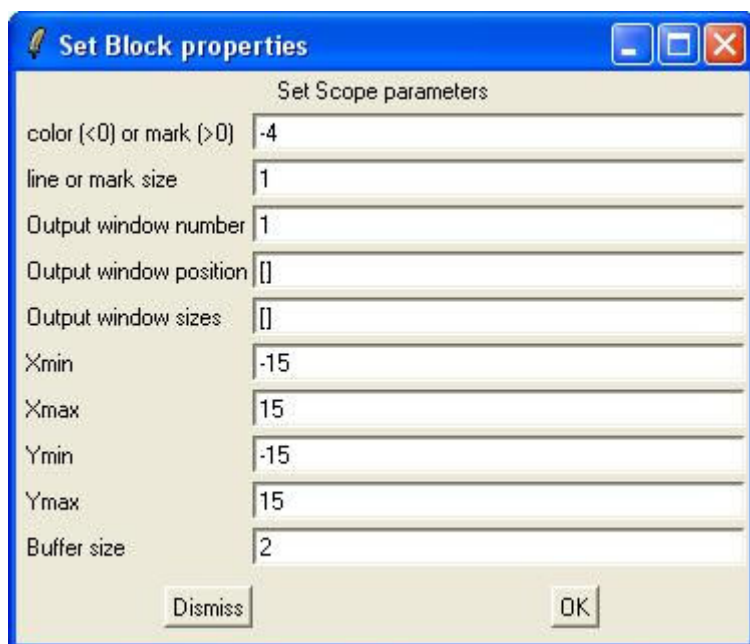 Set Block properties
Set Scope parameters
color (<0) or mark (>0) -4
line or mark size 1
Output window number 1
Output window position []
Output window sizes []
Xmin -15
Xmax 15
Ymin -15
Ymax 15
Buffer size 2
Dismiss OK